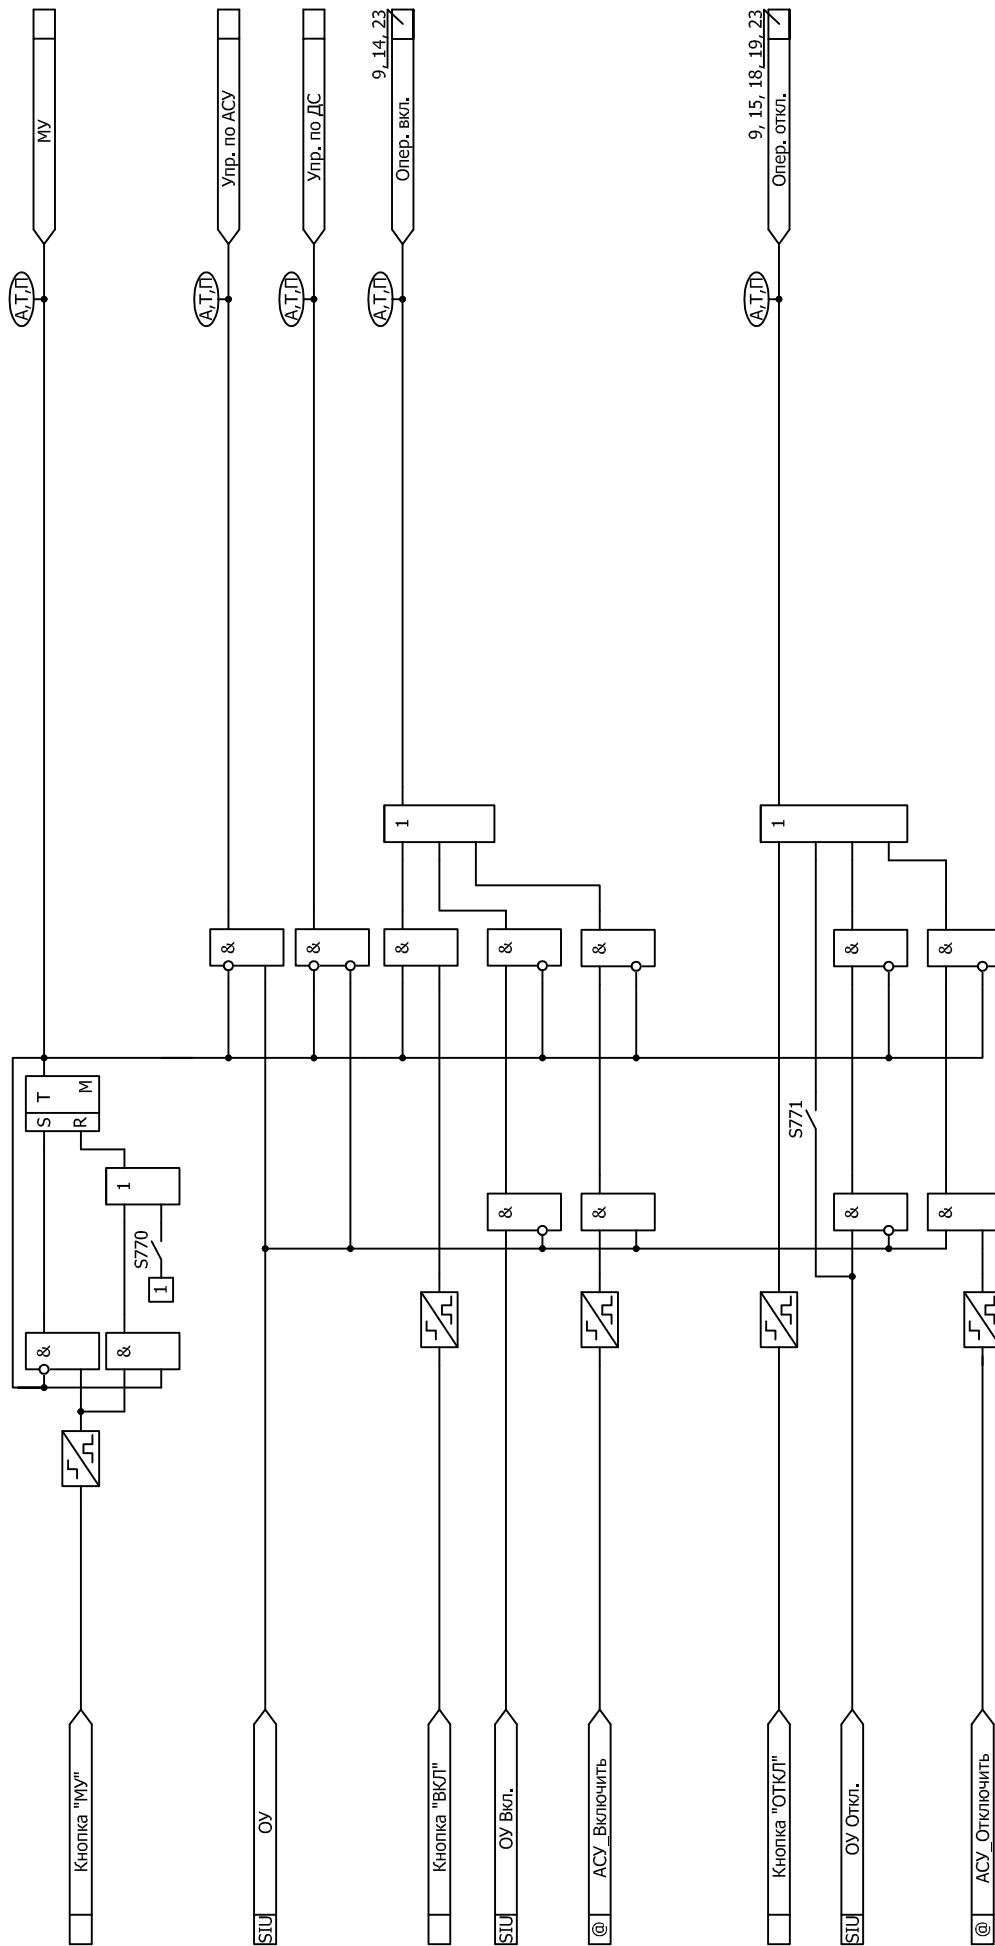 Кнопка "МУ"
&
&
1
S770
1
S T
R M
А,Т,П
МУ
SIU ОУ
&
А,Т,П
Упр. по АСУ
&
А,Т,П
Упр. по ДС
Кнопка "ВКЛ"
&
1
А,Т,П
Опер. вкл.
9, 14, 23
SIU ОУ Вкл.
&
&
@ АСУ_Включить
&
&
Кнопка "ОТКЛ"
1
А,Т,П
Опер. откл.
9, 15, 18, 19, 23
S771
SIU ОУ Откл.
&
&
@ АСУ_Отключить
&
&